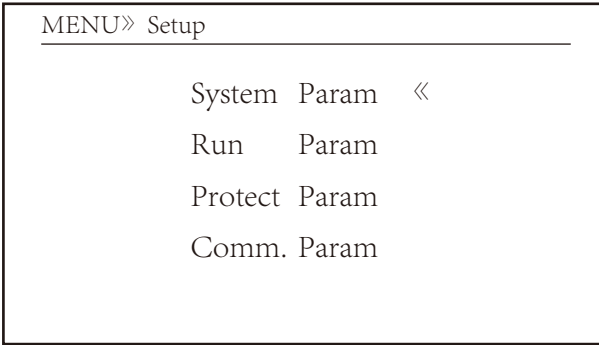 MENU» Setup
System Param «
Run Param
Protect Param
Comm. Param